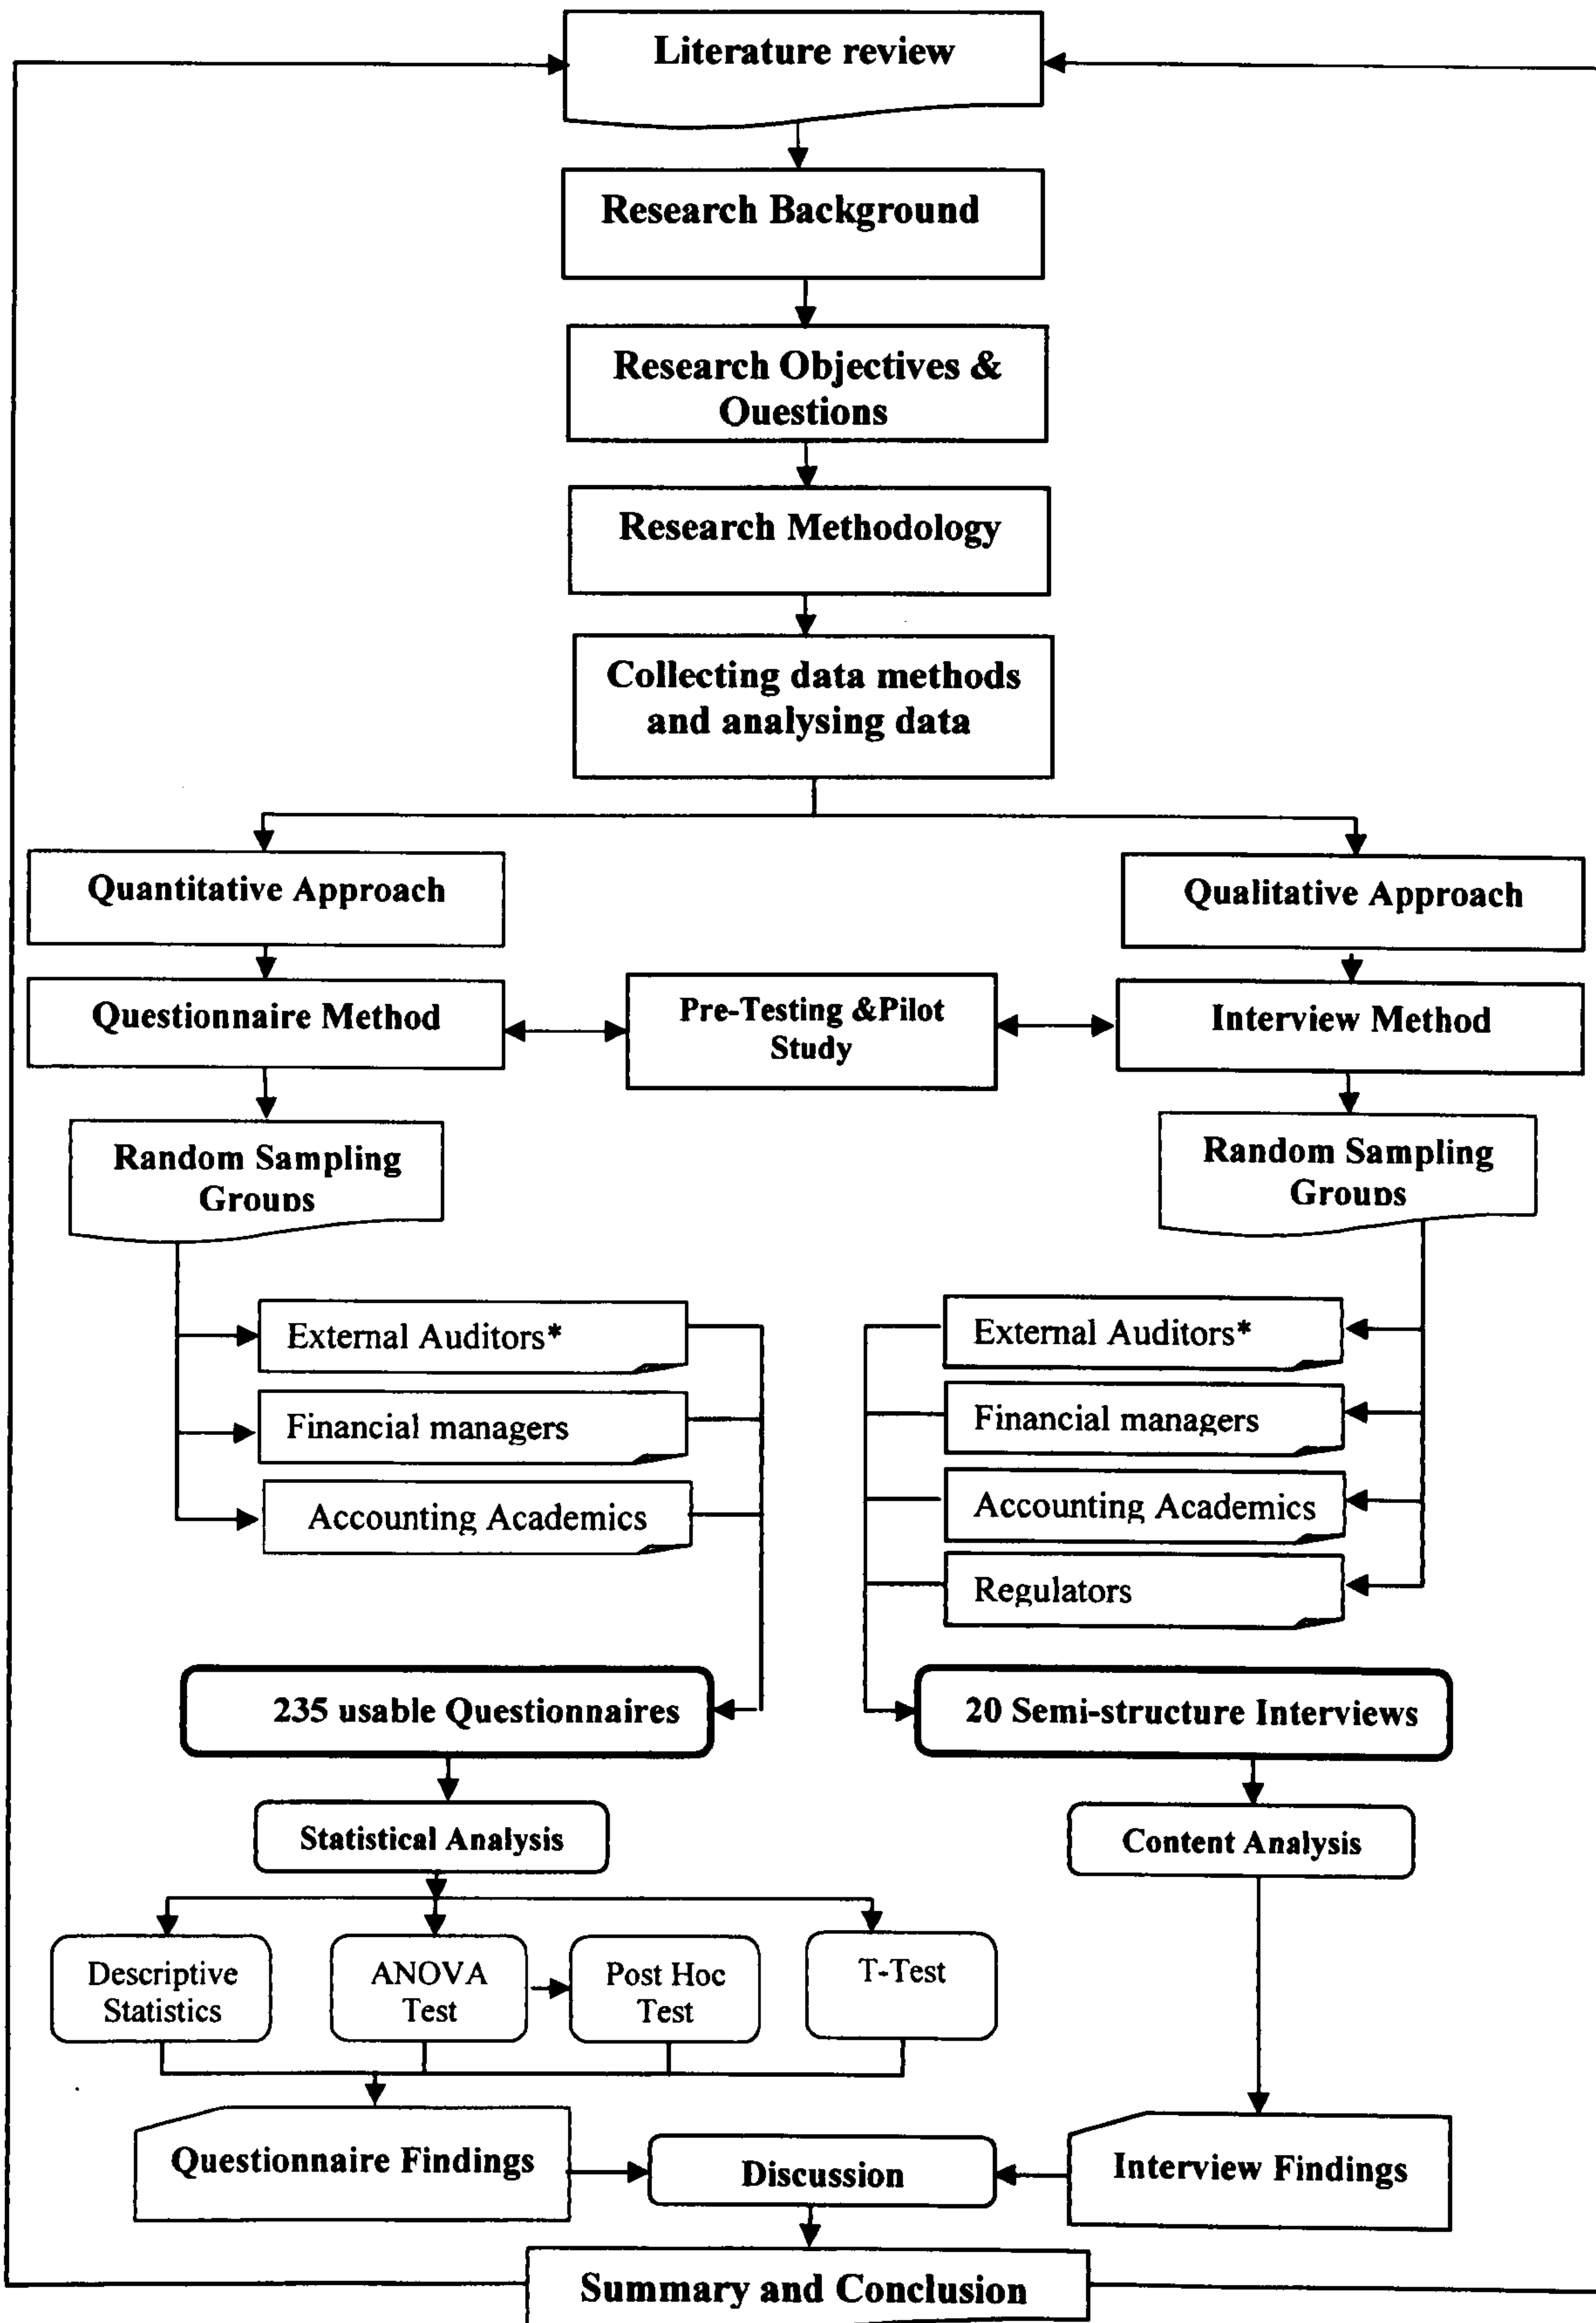 Literature review
Research Background
Research Objectives &
Questions
Research Methodology
Collecting data methods
and analysing data
Quantitative Approach
Qualitative Approach
Questionnaire Method
Pre-Testing &Pilot
Study
Interview Method
Random Sampling
Groups
Random Sampling
Groups
External Auditors*
Financial managers
Accounting Academics
External Auditors*
Financial managers
Accounting Academics
Regulators
235 usable Questionnaires
20 Semi-structure Interviews
Statistical Analysis
Content Analysis
Descriptive
Statistics
ANOVA
Test
Post Hoc
Test
T-Test
Questionnaire Findings
Discussion
Interview Findings
Summary and Conclusion